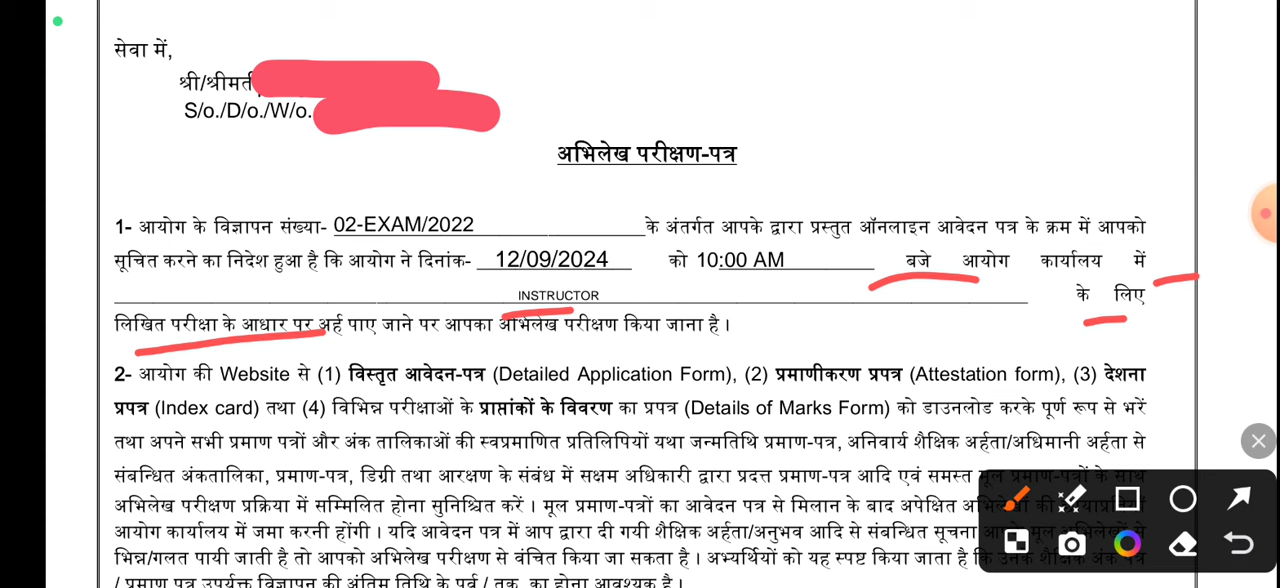 सेवा में,
श्री/श्रीमती
S/o./D/o./W/o.
अभिलेख परीक्षण-पत्र
1- आयोग के विज्ञापन संख्या- 02-EXAM/2022 के अंतर्गत आपके द्वारा प्रस्तुत ऑनलाइन आवेदन पत्र के क्रम में आपको
सूचित करने का निदेश हुआ है कि आयोग ने दिनांक- 12/09/2024 को 10:00 AM बजे आयोग कार्यालय में
INSTRUCTOR के लिए
लिखित परीक्षा के आधार पर अर्ह पाए जाने पर आपका अभिलेख परीक्षण किया जाना है।
2- आयोग की Website से (1) विस्तृत आवेदन-पत्र (Detailed Application Form), (2) प्रमाणीकरण प्रपत्र (Attestation form), (3) देशना
प्रपत्र (Index card) तथा (4) विभिन्न परीक्षाओं के प्राप्तांकों के विवरण का प्रपत्र (Details of Marks Form) को डाउनलोड करके पूर्ण रूप से भरें
तथा अपने सभी प्रमाण पत्रों और अंक तालिकाओं की स्वप्रमाणित प्रतिलिपियों यथा जन्मतिथि प्रमाण-पत्र, अनिवार्य शैक्षिक अर्हता/अधिमानी अर्हता से
संबन्धित अंकतालिका, प्रमाण-पत्र, डिग्री तथा आरक्षण के संबंध में सक्षम अधिकारी द्वारा प्रदत्त प्रमाण-पत्र आदि एवं समस्त मूल प्रमाण-पत्रों के साथ
अभिलेख परीक्षण प्रक्रिया में सम्मिलित होना सुनिश्चित करें। मूल प्रमाण-पत्रों का आवेदन पत्र से मिलान के बाद अपेक्षित
आयोग कार्यालय में जमा करनी होंगी। यदि आवेदन पत्र में आप द्वारा दी गयी शैक्षिक अर्हता/अनुभव आदि से संबन्धित सूचना
भिन्न/गलत पायी जाती है तो आपको अभिलेख परीक्षण से वंचित किया जा सकता है। अभ्यर्थियों को यह स्पष्ट किया जाता है
/ प्रमाण पत्र उपर्युक्त विज्ञापन की अंतिम तिथि के पूर्व / तक का होना आवश्यक है।